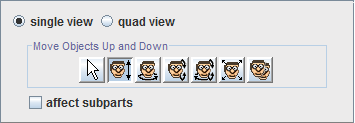 single view quad view
Move Objects Up and Down
affect subparts